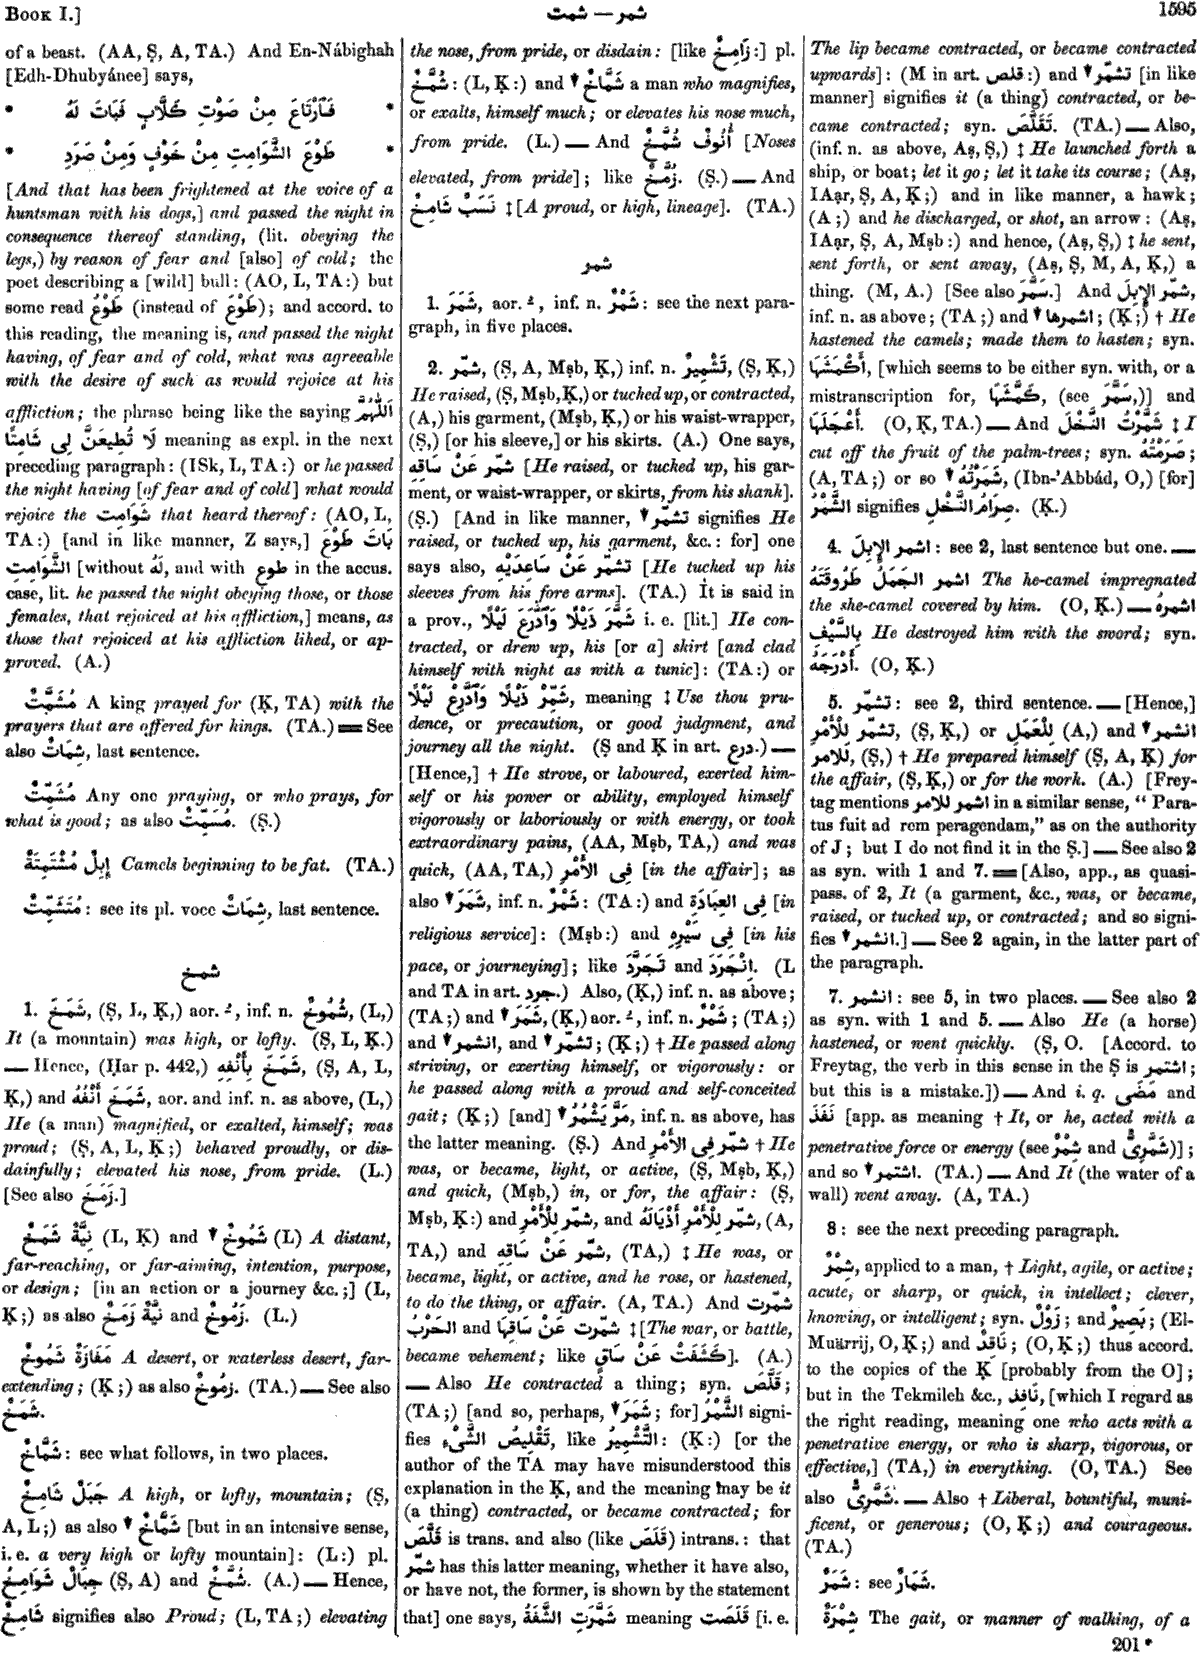 BOOK I.]
شمت — شمر
1595
of a beast. (AA, Ṣ, A, TA.) And En-Nábighah
[Edh-Dhubyánee] says,
* فَٱرْتَاعَ مِنْ صَوْتِ كَلَّابٍ فَبَاتَ لَهُ *
* طَوْعَ الشَّوَامِتِ مِنْ خَوْفٍ وَمِنْ صَرَدِ *
[And that has been frightened at the voice of a
huntsman with his dogs,] and passed the night in
consequence thereof standing, (lit. obeying the
legs,) by reason of fear and [also] of cold; the
poet describing a [wild] bull: (AO, L, TA:) but
some read طَوْعُ (instead of طَوْعَ); and accord. to
this reading, the meaning is, and passed the night
having, of fear and of cold, what was agreeable
with the desire of such as would rejoice at his
affliction; the phrase being like the saying اَللّٰهُمَّ
لَا تُطِيعَنَّ لِى شَامِتًا meaning as expl. in the next
preceding paragraph: (ISk, L, TA:) or he passed
the night having [of fear and of cold] what would
rejoice the شَوَامِت that heard thereof: (AO, L,
TA:) [and in like manner, Z says,] بَاتَ طَوْعَ
الشَّوَامِتِ [without لَهُ, and with طوع in the accus.
case, lit. he passed the night obeying those, or those
females, that rejoiced at his affliction,] means, as
those that rejoiced at his affliction liked, or ap-
proved. (A.)
مُشَمَّتٌ A king prayed for (Ḳ, TA) with the
prayers that are offered for kings. (TA.) ═ See
also شِمَاتٌ, last sentence.
مُشَمِّتٌ Any one praying, or who prays, for
what is good; as also مُسَمِّتٌ. (Ṣ.)
إِبِلٌ مُشْتَمِتَةٌ Camels beginning to be fat. (TA.)
مُتَشَمِّتٌ: see its pl. voce شِمَاتٌ, last sentence.
شمخ
1. شَمَخَ, (Ṣ, L, Ḳ,) aor. ـَ, inf. n. شُمُوخٌ, (L,)
It (a mountain) was high, or lofty. (Ṣ, L, Ḳ.)
— Hence, (Ḥar p. 442,) شَمَخَ بِأَنْفِهِ, (Ṣ, A, L,
Ḳ,) and شَمَخَ أَنْفُهُ, aor. and inf. n. as above, (L,)
He (a man) magnified, or exalted, himself; was
proud; (Ṣ, A, L, Ḳ;) behaved proudly, or dis-
dainfully; elevated his nose, from pride. (L.)
[See also زَمَخَ.]
نِيَّةٌ شَمَخٌ (L, Ḳ) and ▼ شَمُوخٌ (L) A distant,
far-reaching, or far-aiming, intention, purpose,
or design; [in an action or a journey &c.;] (L,
Ḳ;) as also نِيَّةٌ زَمَخٌ and زَمُوخٌ. (L.)
مَفَازَةٌ شَمُوخٌ A desert, or waterless desert, far-
extending; (Ḳ;) as also زَمُوخٌ. (TA.) — See also
شَمَخٌ.
شَمَّاخٌ: see what follows, in two places.
جَبَلٌ شَامِخٌ A high, or lofty, mountain; (Ṣ,
A, L;) as also ▼ شَمَّاخٌ [but in an intensive sense,
i. e. a very high or lofty mountain]: (L:) pl.
جِبَالٌ شَوَامِخُ (Ṣ, A) and شُمَّخٌ. (A.) — Hence,
شَامِخٌ signifies also Proud; (L, TA;) elevating
the nose, from pride, or disdain: [like زَامِخٌ:] pl.
شُمَّخٌ: (L, Ḳ:) and ▼ شَمَّاخٌ a man who magnifies,
or exalts, himself much; or elevates his nose much,
from pride. (L.) — And أُنُوفٌ شُمَّخٌ [Noses
elevated, from pride]; like زُمَّخٌ. (Ṣ.) — And
نَسَبٌ شَامِخٌ ‡ [A proud, or high, lineage]. (TA.)
شمر
1. شَمَرَ, aor. ـُ, inf. n. شَمْرٌ: see the next para-
graph, in five places.
2. شمّر, (Ṣ, A, Mṣb, Ḳ,) inf. n. تَشْمِيرٌ, (Ṣ, Ḳ,)
He raised, (Ṣ, Mṣb, Ḳ,) or tucked up, or contracted,
(A,) his garment, (Mṣb, Ḳ,) or his waist-wrapper,
(Ṣ,) [or his sleeve,] or his skirts. (A.) One says,
شمّر عَنْ سَاقِهِ [He raised, or tucked up, his gar-
ment, or waist-wrapper, or skirts, from his shank].
(Ṣ.) [And in like manner, ▼ تشمّر signifies He
raised, or tucked up, his garment, &c.: for] one
says also, تشمّر عَنْ سَاعِدَيْهِ [He tucked up his
sleeves from his fore arms]. (TA.) It is said in
a prov., شَمَّرَ ذَيْلًا وَٱدَّرَعَ لَيْلًا i. e. [lit.] He con-
tracted, or drew up, his [or a] skirt [and clad
himself with night as with a tunic]: (TA:) or
شَمِّرْ ذَيْلًا وَٱدَّرِعْ لَيْلًا, meaning ‡ Use thou pru-
dence, or precaution, or good judgment, and
journey all the night. (Ṣ and Ḳ in art. درع.) —
[Hence,] † He strove, or laboured, exerted him-
self or his power or ability, employed himself
vigorously or laboriously or with energy, or took
extraordinary pains, (AA, Mṣb, TA,) and was
quick, (AA, TA,) فِى الأَمْرِ [in the affair]; as
also ▼ شَمَرَ, inf. n. شَمْرٌ: (TA:) and فِى العِبَادَةِ [in
religious service]: (Mṣb:) and فِى سَيْرِهِ [in his
pace, or journeying]; like تَجَرَّدَ and اِنْجَرَدَ. (L
and TA in art. جرد.) Also, (Ḳ,) inf. n. as above;
(TA;) and ▼ شَمَرَ, (Ḳ,) aor. ـُ, inf. n. شَمْرٌ; (TA;)
and ▼ انشمر, and ▼ تشمّر; (Ḳ;) † He passed along
striving, or exerting himself, or vigorously: or
he passed along with a proud and self-conceited
gait; (Ḳ;) [and] ▼ مَرَّ يَشْمُرُ, inf. n. as above, has
the latter meaning. (Ṣ.) And شمّر فِى الأَمْرِ † He
was, or became, light, or active, (Ṣ, Mṣb, Ḳ,)
and quick, (Mṣb,) in, or for, the affair: (Ṣ,
Mṣb, Ḳ:) and شمّر لِلْأَمْرِ, and شمّر لِلْأَمْرِ أَذْيَالَهُ, (A,
TA,) and شمّر عَنْ سَاقِهِ, (TA,) ‡ He was, or
became, light, or active, and he rose, or hastened,
to do the thing, or affair. (A, TA.) And شمّرت
الحَرْبُ and شمّرت عَنْ سَاقِهَا ‡ [The war, or battle,
became vehement; like كَشَفَتْ عَنْ سَاقٍ]. (A.)
— Also He contracted a thing; syn. قَلَّصَ;
(TA;) [and so, perhaps, ▼ شَمَرَ; for] الشَّمْرُ signi-
fies تَقْلِيصُ الشَّىْءِ, like التَّشْمِيرُ: (Ḳ:) [or the
author of the TA may have misunderstood this
explanation in the Ḳ, and the meaning may be it
(a thing) contracted, or became contracted; for
قَلَّصَ is trans. and also (like قَلَصَ) intrans.: that
شمّر has this latter meaning, whether it have also,
or have not, the former, is shown by the statement
that] one says, شَمَّرَتِ الشَّفَةُ meaning قَلَصَت [i. e.
The lip became contracted, or became contracted
upwards]: (M in art. قلص:) and ▼ تشمّر [in like
manner] signifies it (a thing) contracted, or be-
came contracted; syn. تَقَلَّصَ. (TA.) — Also,
(inf. n. as above, Aṣ, Ṣ,) ‡ He launched forth a
ship, or boat; let it go; let it take its course; (Aṣ,
IAạr, Ṣ, A, Ḳ;) and in like manner, a hawk;
(A;) and he discharged, or shot, an arrow: (Aṣ,
IAạr, Ṣ, A, Mṣb:) and hence, (Aṣ, Ṣ,) ‡ he sent,
sent forth, or sent away, (Aṣ, Ṣ, M, A, Ḳ,) a
thing. (M, A.) [See also سَمَّرَ.] And شمّر الإِبِلَ,
inf. n. as above; (TA;) and ▼ اشمرها; (Ḳ;) † He
hastened the camels; made them to hasten; syn.
أَكْمَشَهَا, [which seems to be either syn. with, or a
mistranscription for, كَمَّشَهَا, (see سَمَّرَ,)] and
أَعْجَلَهَا. (O, Ḳ, TA.) — And شَمَّرْتُ النَّخْلَ ‡ I
cut off the fruit of the palm-trees; syn. صَرَمْتُهُ;
(A, TA;) or so ▼ شَمَرْتُهُ, (Ibn-'Abbád, O,) [for]
الشَّمْرُ signifies صِرَامُ النَّخْلِ. (Ḳ.)
4. اشمر الإِبِلَ: see 2, last sentence but one. —
اشمر الجَمَلُ طَرُوقَتَهُ The he-camel impregnated
the she-camel covered by him. (O, Ḳ.) — اشمرهُ
بِالسَّيْفِ He destroyed him with the sword; syn.
أَدْرَجَهُ. (O, Ḳ.)
5. تشمّر: see 2, third sentence. — [Hence,]
تشمّر لِلْأَمْرِ, (Ṣ, Ḳ,) or لِلْعَمَلِ (A,) and ▼ انشمر
لِلامر, (Ṣ,) † He prepared himself (Ṣ, A, Ḳ) for
the affair, (Ṣ, Ḳ,) or for the work. (A.) [Frey-
tag mentions اشمر للامر in a similar sense, “ Para-
tus fuit ad rem peragendam,” as on the authority
of J; but I do not find it in the Ṣ.] — See also 2
as syn. with 1 and 7. ═ [Also, app., as quasi-
pass. of 2, It (a garment, &c., was, or became,
raised, or tucked up, or contracted; and so signi-
fies ▼ انشمر.] — See 2 again, in the latter part of
the paragraph.
7. انشمر: see 5, in two places. — See also 2
as syn. with 1 and 5. — Also He (a horse)
hastened, or went quickly. (Ṣ, O. [Accord. to
Freytag, the verb in this sense in the Ṣ is اشتمر;
but this is a mistake.]) — And i. q. مَضَى and
نَفَذَ [app. as meaning † It, or he, acted with a
penetrative force or energy (see شِمْرٌ and شَمَّرِىٌّ)];
and so ▼ اشتمر. (TA.) — And It (the water of a
wall) went away. (A, TA.)
8: see the next preceding paragraph.
شِمْرٌ, applied to a man, † Light, agile, or active;
acute, or sharp, or quick, in intellect; clever,
knowing, or intelligent; syn. زَوْلٌ; and بَصِيرٌ; (El-
Muärrij, O, Ḳ;) and نَاقِدٌ; (O, Ḳ;) thus accord.
to the copies of the Ḳ [probably from the O];
but in the Tekmileh &c., نَافِذ, [which I regard as
the right reading, meaning one who acts with a
penetrative energy, or who is sharp, vigorous, or
effective,] (TA,) in everything. (O, TA.) See
also شَمَّرِىٌّ. — Also † Liberal, bountiful, muni-
ficent, or generous; (O, Ḳ;) and courageous.
(TA.)
شَمَرٌ: see شَمَارٌ.
شِمْرَةٌ The gait, or manner of walking, of a
201 *